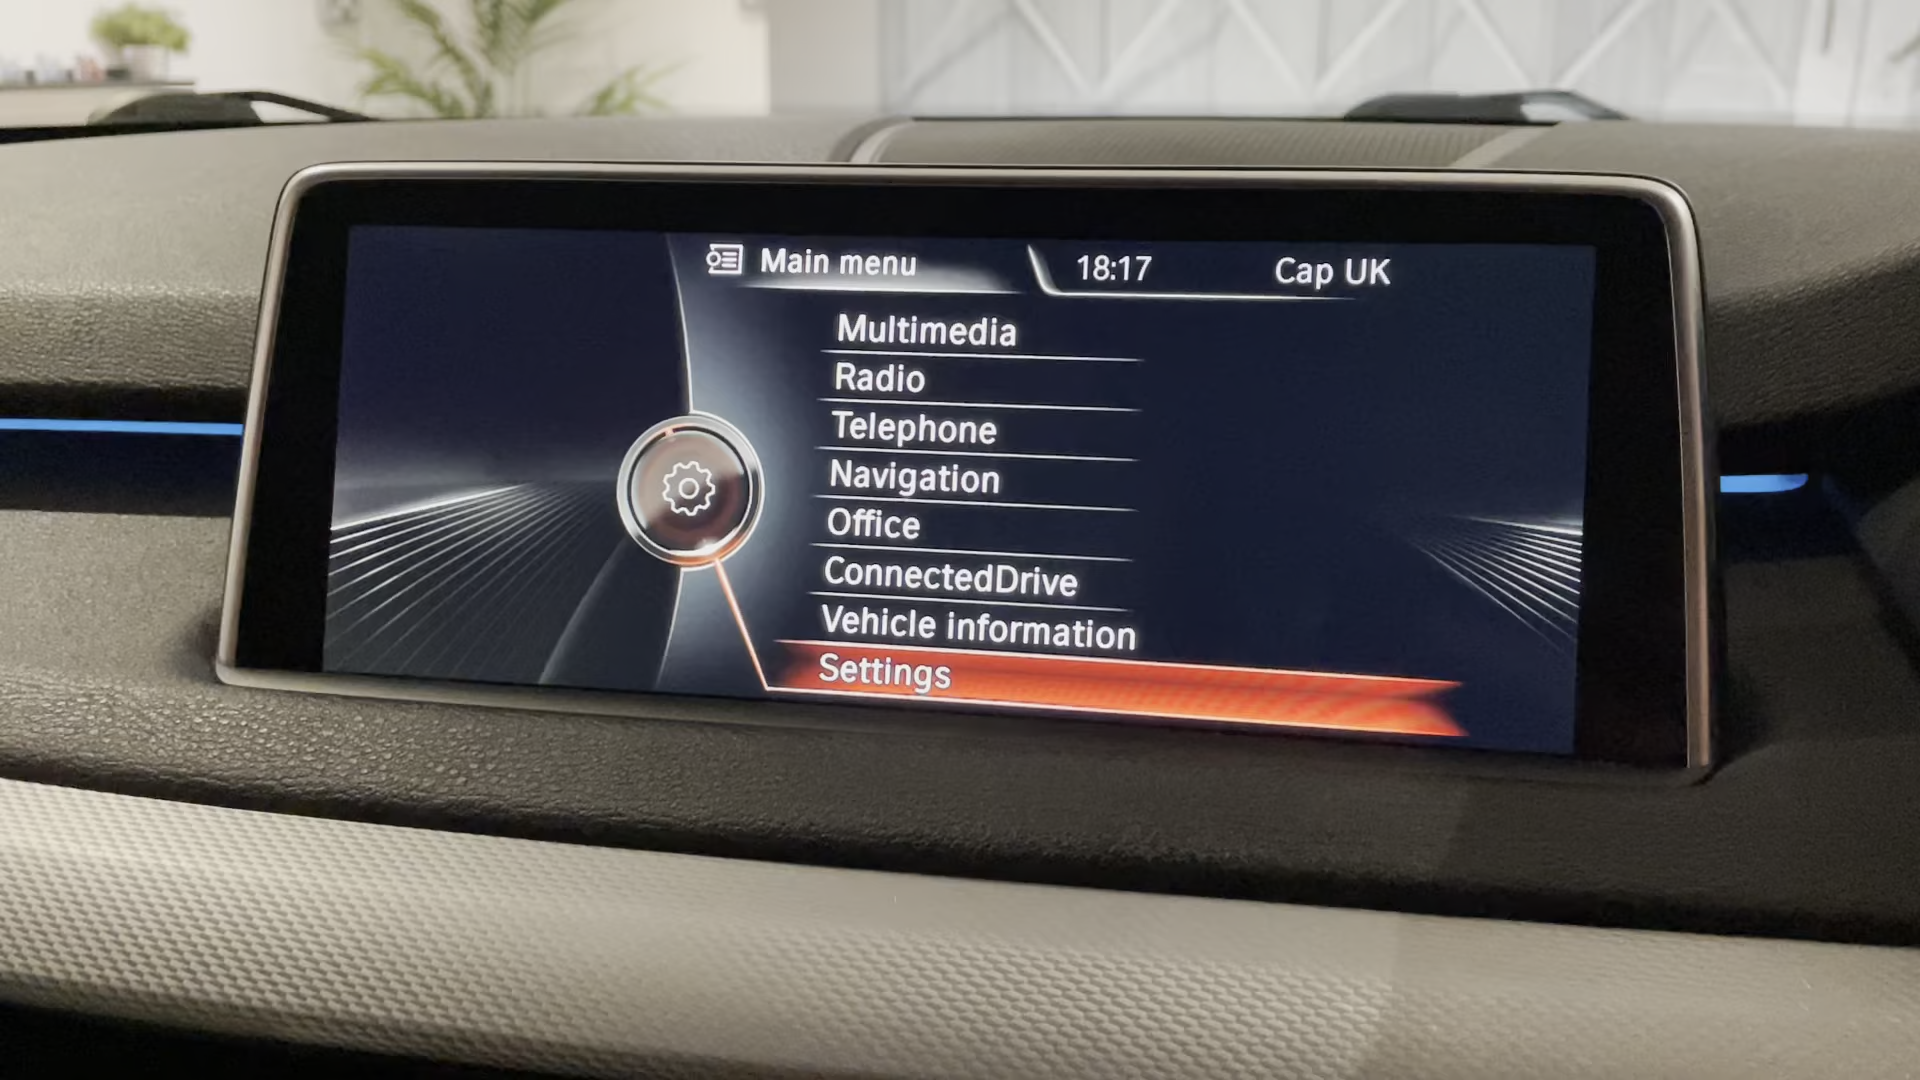 Main menu 18:17 Cap UK
Multimedia
Radio
Telephone
Navigation
Office
ConnectedDrive
Vehicle information
Settings